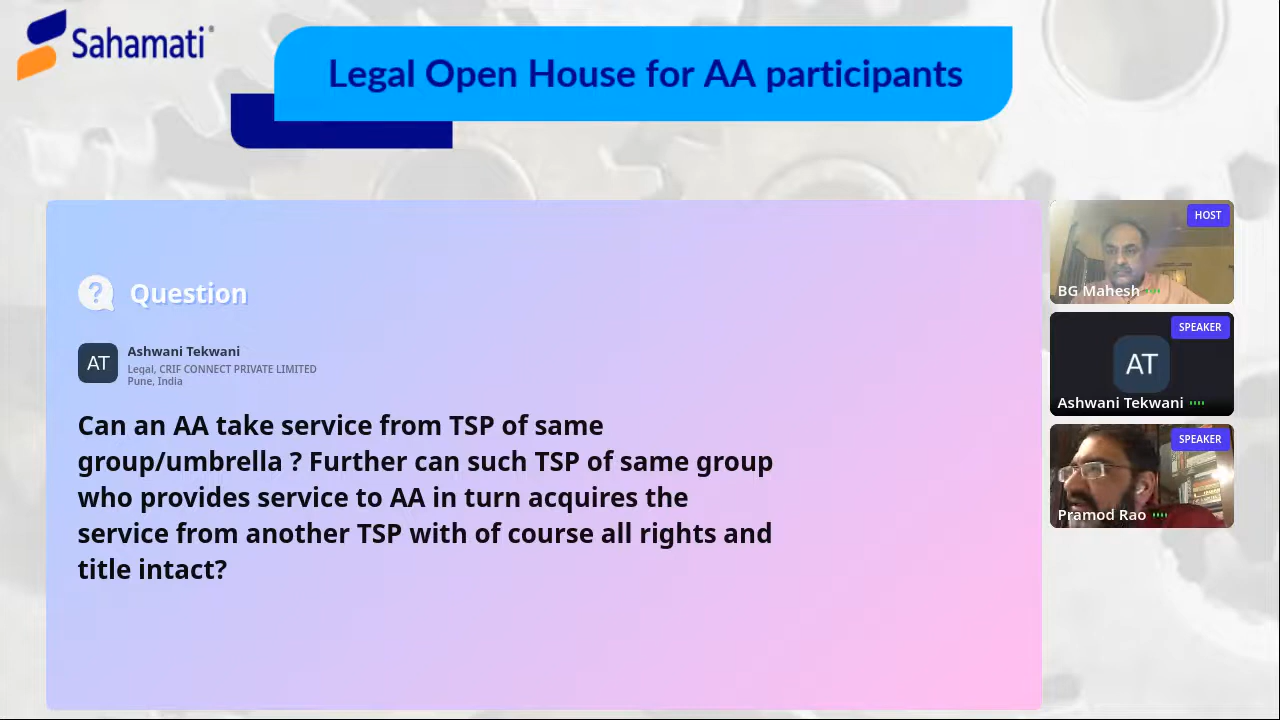 Sahamati®
Legal Open House for AA participants
? Question
AT
Ashwani Tekwani
Legal, CRIF CONNECT PRIVATE LIMITED
Pune, India
Can an AA take service from TSP of same
group/umbrella ? Further can such TSP of same group
who provides service to AA in turn acquires the
service from another TSP with of course all rights and
title intact?
HOST
BG Mahesh
SPEAKER
AT
Ashwani Tekwani
SPEAKER
Pramod Rao